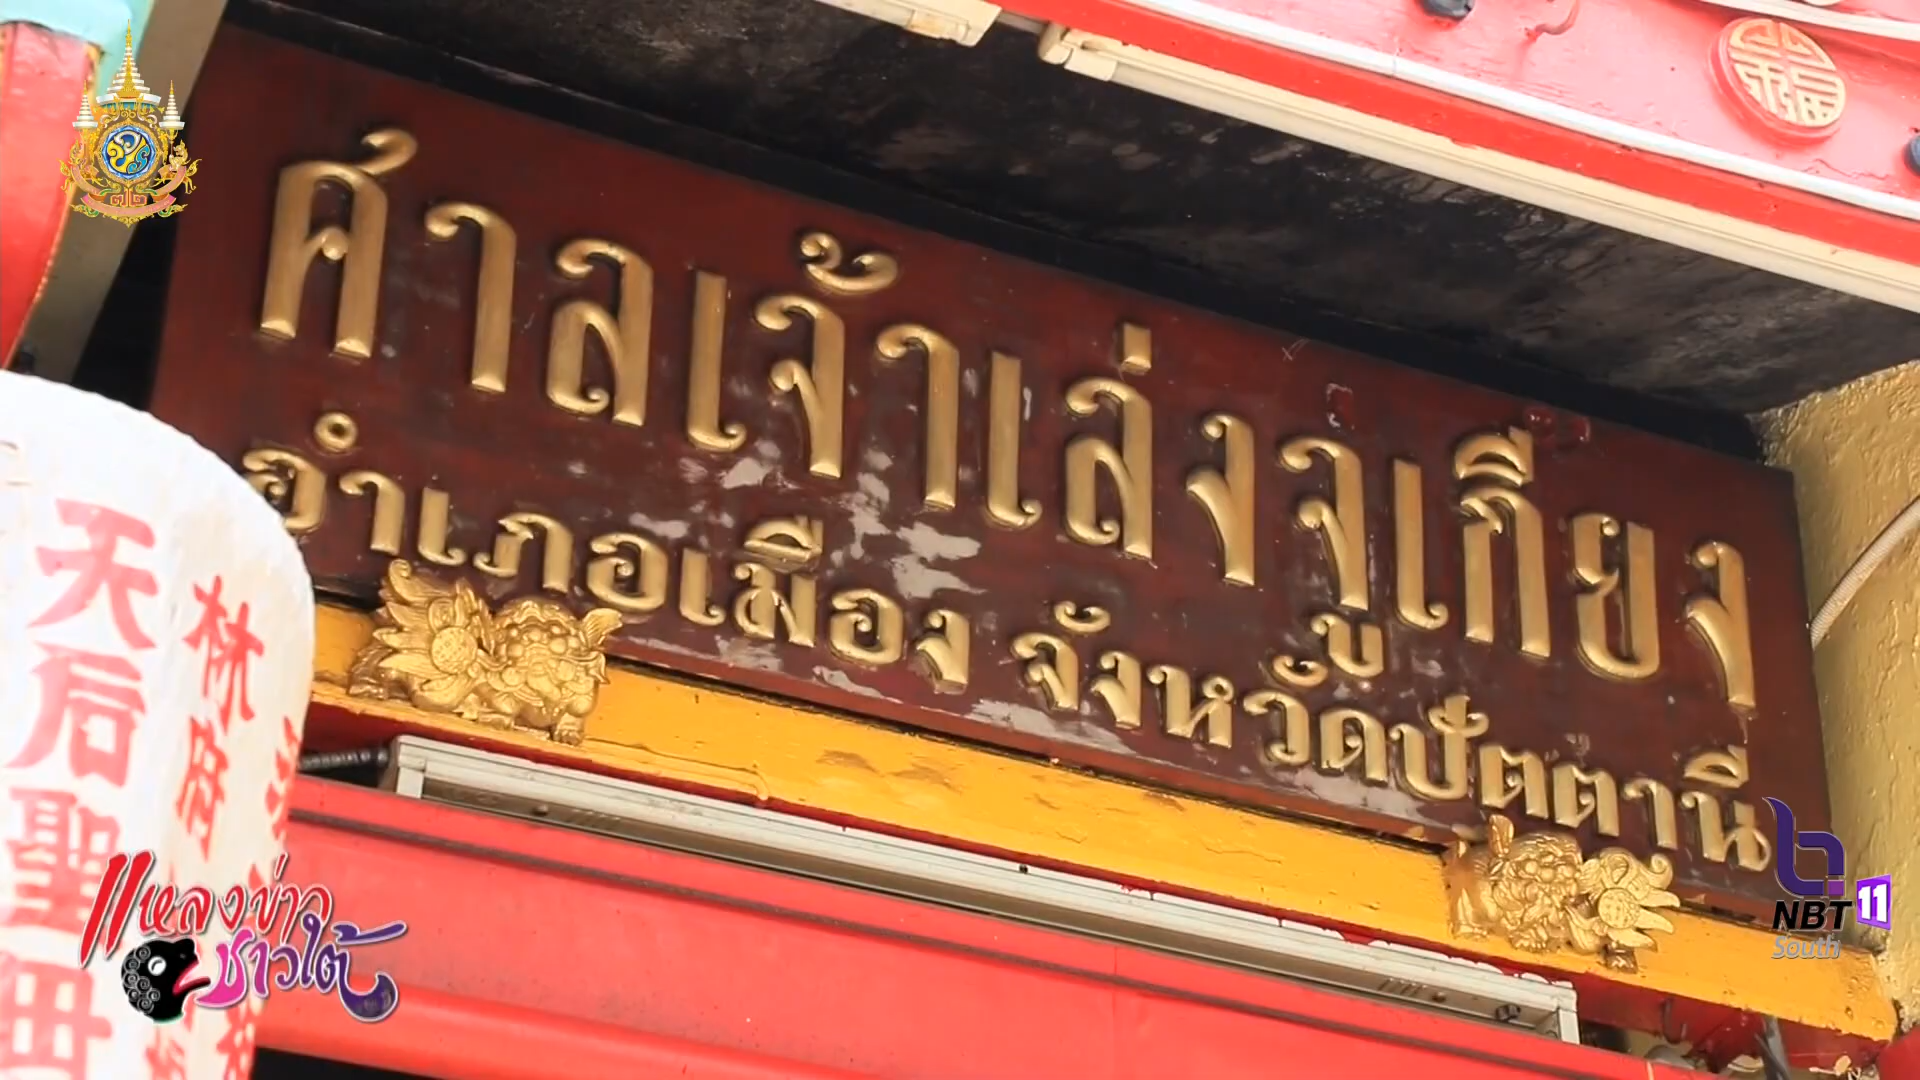 ศาลเจ้าเล่งจูเกียง
อำเภอเมือง จังหวัดปัตตานี
天后聖母
林府
แหล่งข่าว
ชาวใต้
NBT 11
South